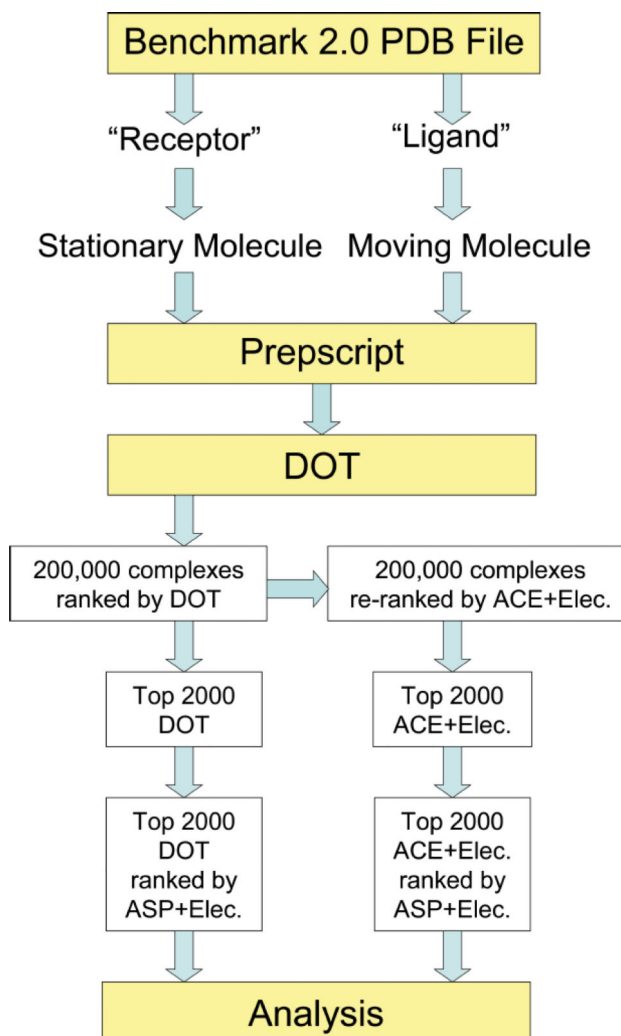 Benchmark 2.0 PDB File
“Receptor”
“Ligand”
Stationary Molecule
Moving Molecule
Prepscript
DOT
200,000 complexes
ranked by DOT
200,000 complexes
re-ranked by ACE+Elec.
Top 2000
DOT
Top 2000
ACE+Elec.
Top 2000
DOT
ranked by
ASP+Elec.
Top 2000
ACE+Elec.
ranked by
ASP+Elec.
Analysis